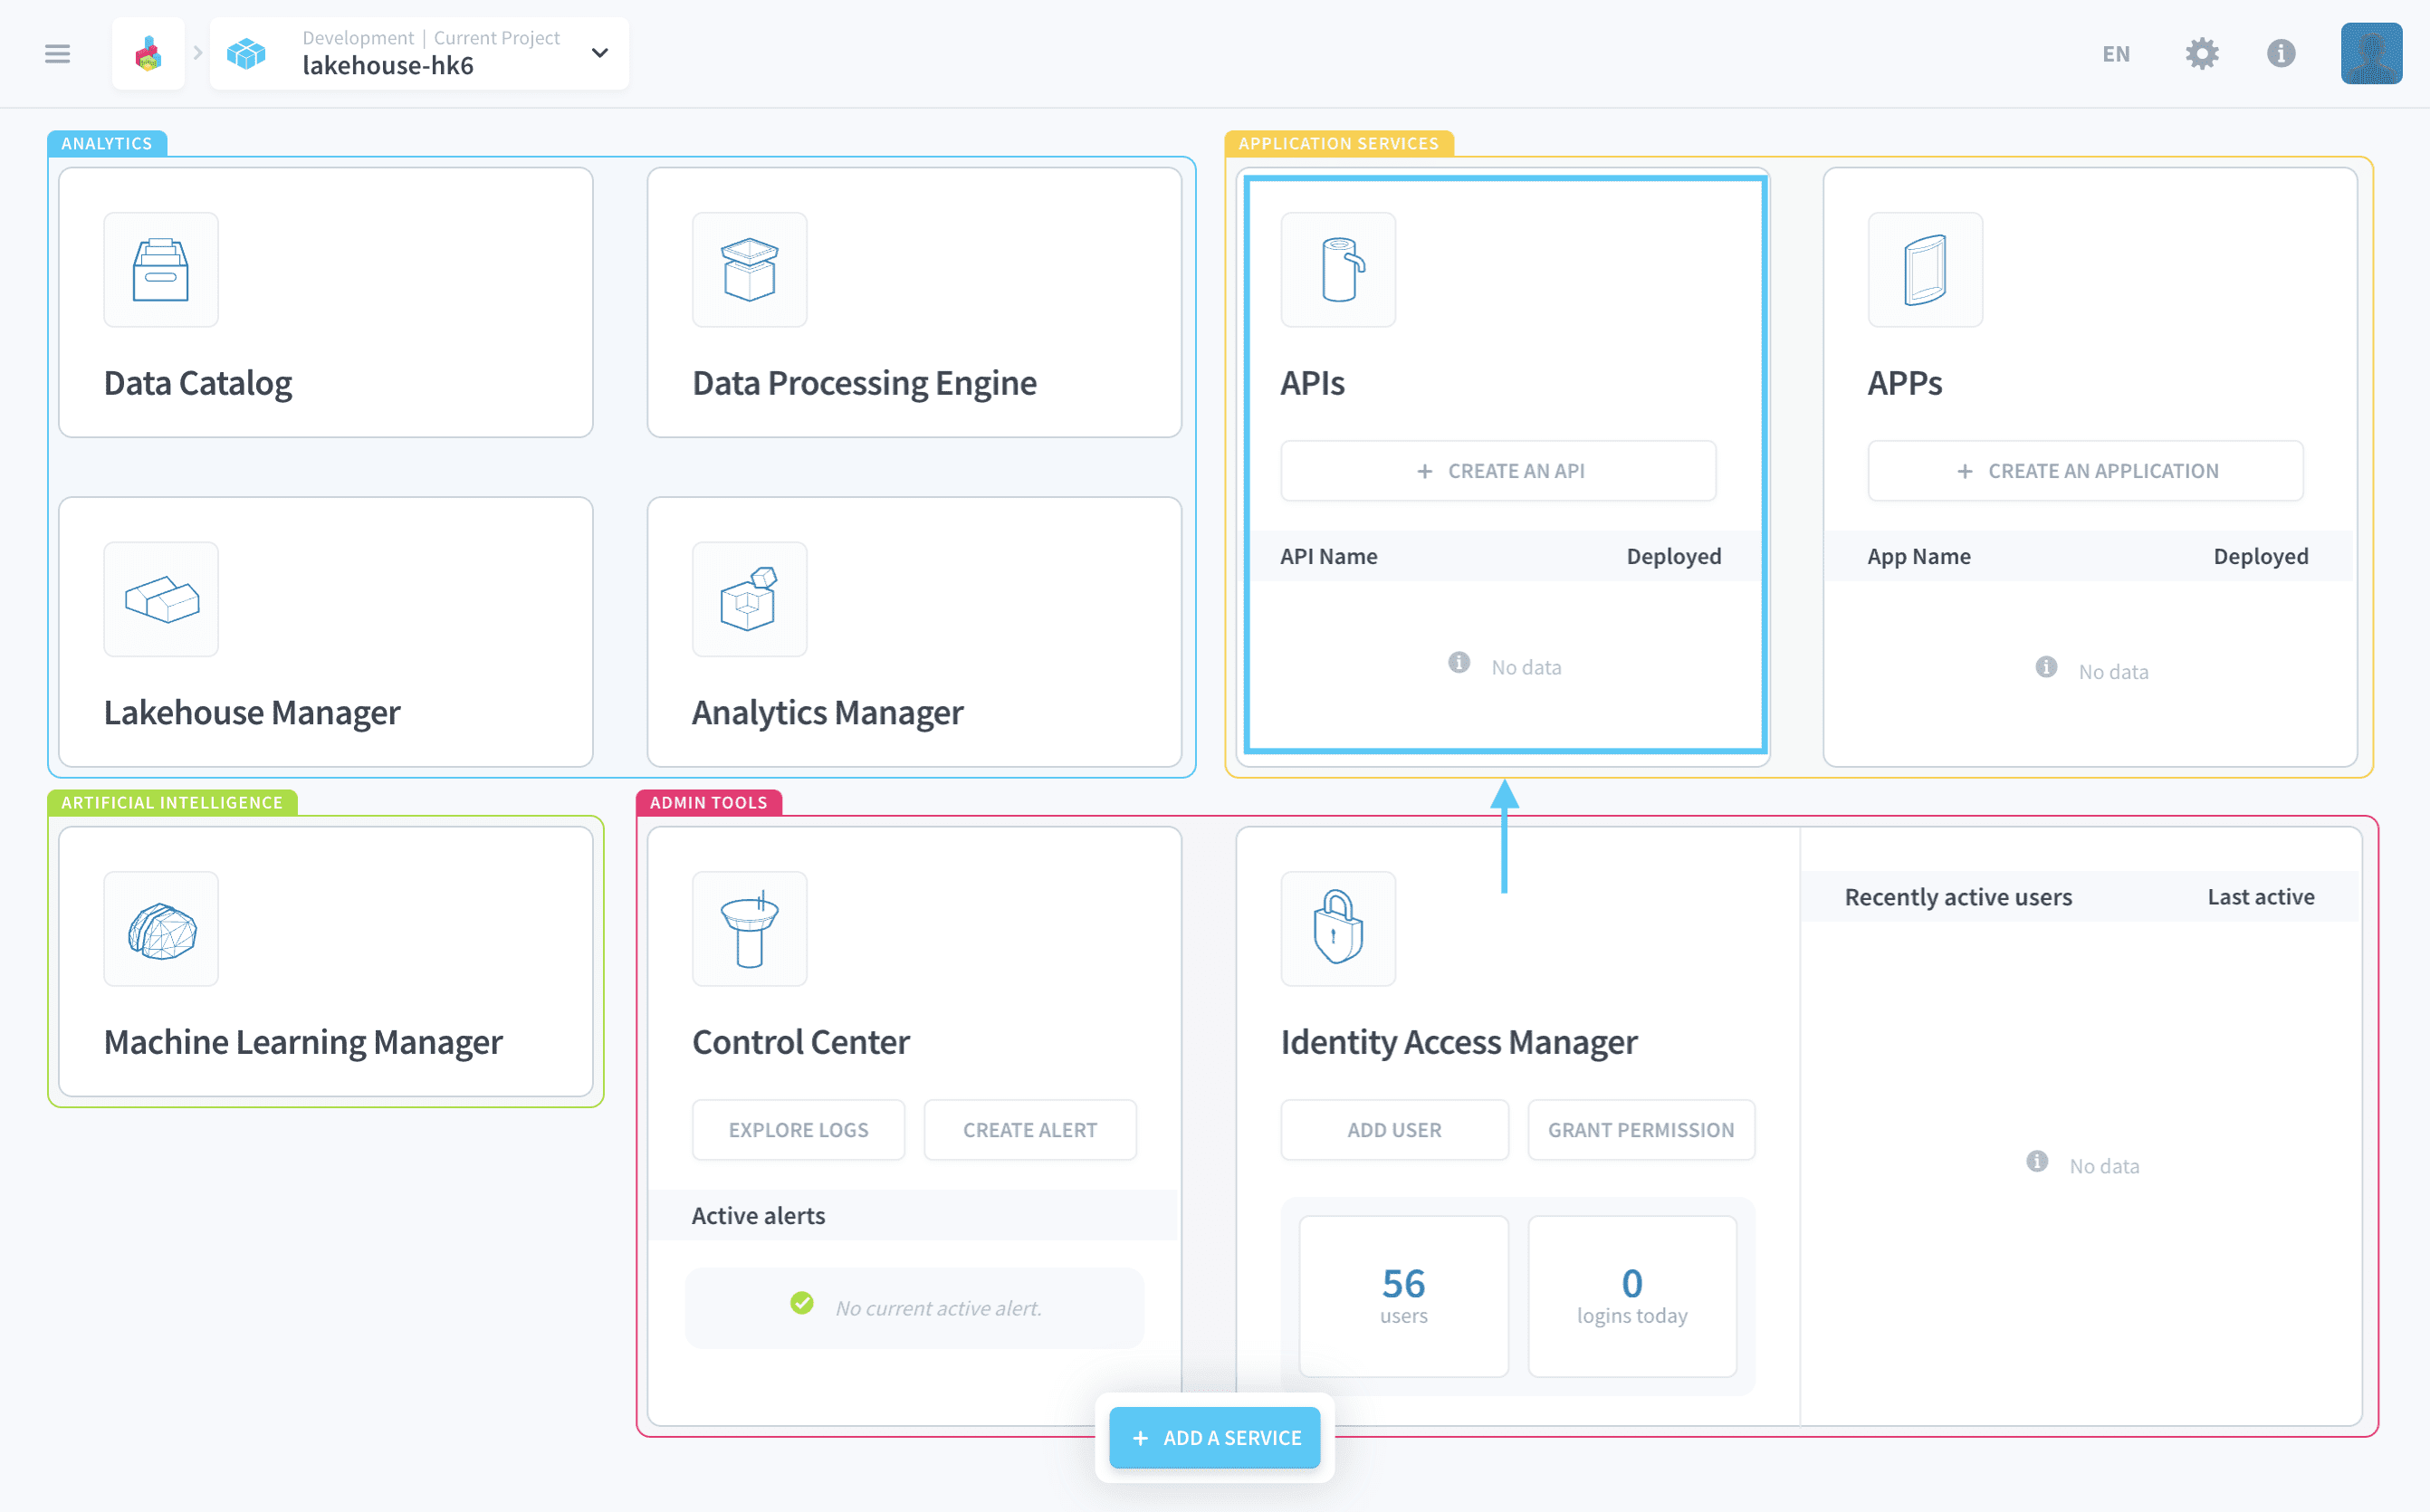 Development | Current Project
lakehouse-hk6
EN
ANALYTICS
Data Catalog
Data Processing Engine
Lakehouse Manager
Analytics Manager
APPLICATION SERVICES
APIs
+ CREATE AN API
API Name Deployed
No data
APPs
+ CREATE AN APPLICATION
App Name Deployed
No data
ARTIFICIAL INTELLIGENCE
Machine Learning Manager
ADMIN TOOLS
Control Center
EXPLORE LOGS
CREATE ALERT
Active alerts
No current active alert.
Identity Access Manager
ADD USER
GRANT PERMISSION
56
users
0
logins today
Recently active users Last active
No data
+ ADD A SERVICE